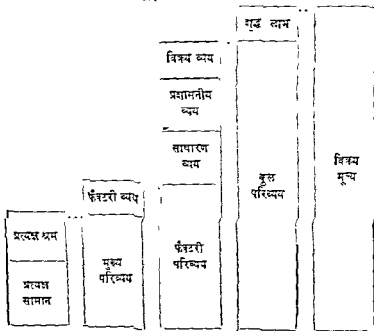 शुद्ध लाभ
विक्रय व्यय
प्रशासनीय
व्यय
साधारण
व्यय
कुल
परिव्यय
विक्रय
मूल्य
फैक्टरी व्यय
फैक्टरी
परिव्यय
प्रत्यक्ष श्रम
मुख्य
परिव्यय
प्रत्यक्ष
सामान